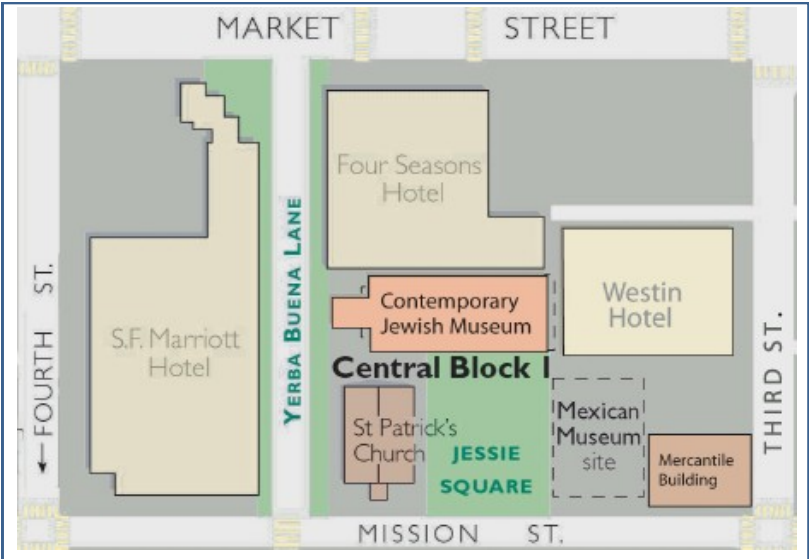 MARKET STREET
Four Seasons
Hotel
YERBA BUENA LANE
FOURTH ST.
S.F. Marriott
Hotel
Contemporary
Jewish Museum
Westin
Hotel
THIRD ST.
Central Block 1
St Patrick's
Church
JESSIE
SQUARE
Mexican
Museum
site
Mercantile
Building
MISSION ST.